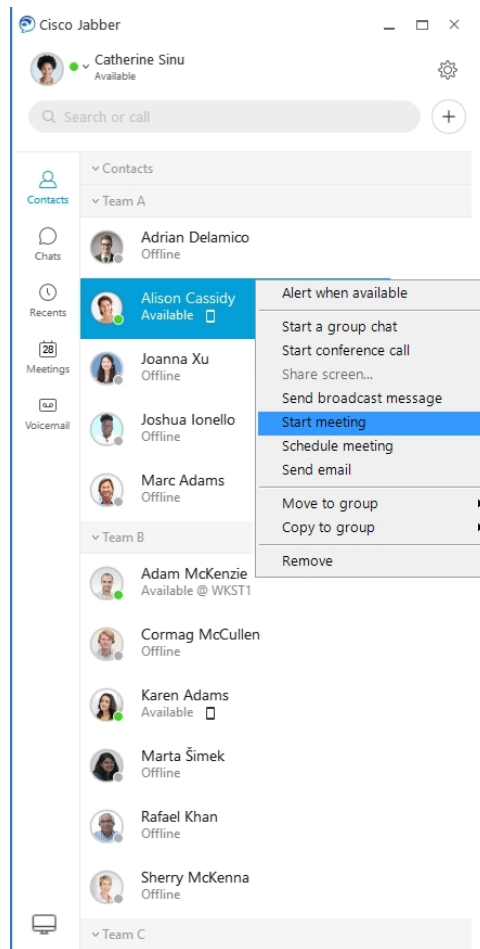 Cisco Jabber
Catherine Sinu
Available
Search or call
Contacts
Chats
Recents
28
Meetings
Voicemail
Contacts
Team A
Adrian Delamico
Offline
Alison Cassidy
Available
Joanna Xu
Offline
Joshua Ionello
Offline
Marc Adams
Offline
Alert when available
Start a group chat
Start conference call
Share screen...
Send broadcast message
Start meeting
Schedule meeting
Send email
Move to group
Copy to group
Remove
Team B
Adam McKenzie
Available @ WKST1
Cormag McCullen
Offline
Karen Adams
Available
Marta Šimek
Offline
Rafael Khan
Offline
Sherry McKenna
Offline
Team C